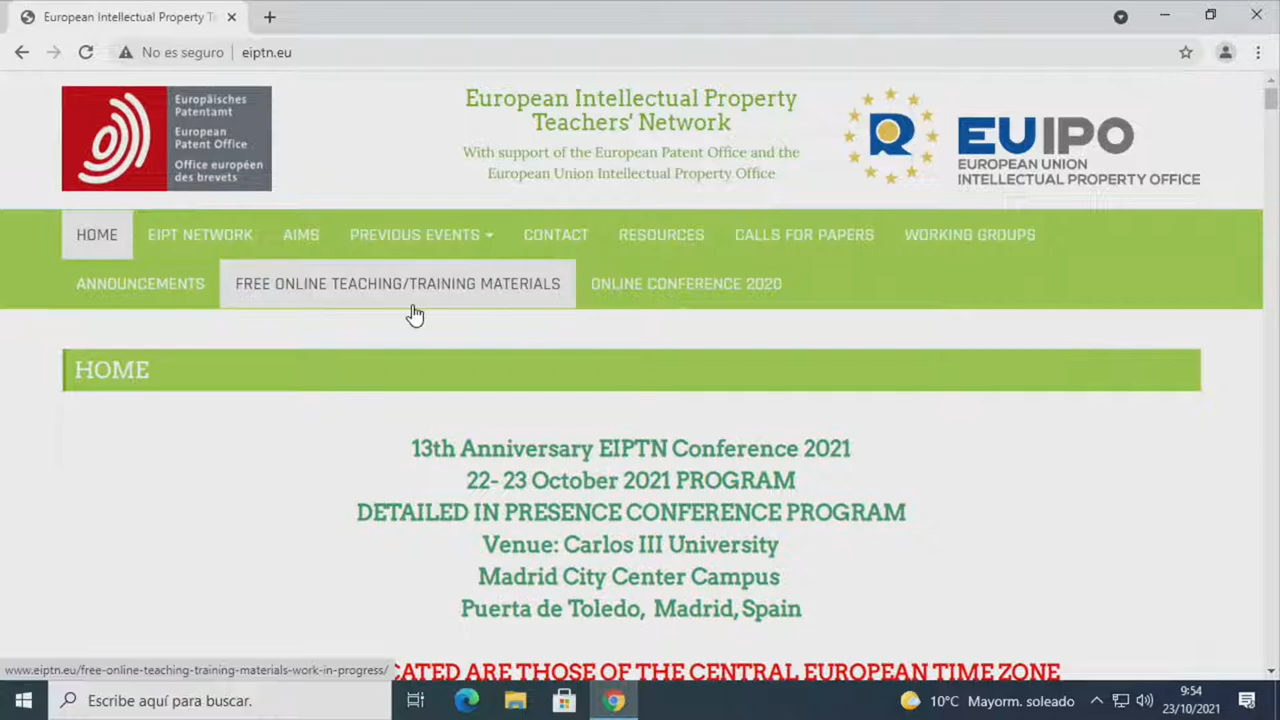 European Intellectual Property Te
No es seguro
eiptn.eu
Europäisches
Patentamt
European
Patent Office
Office européen
des brevets
European Intellectual Property
Teachers' Network
With support of the European Patent Office and the
European Union Intellectual Property Office
R
EUIPO
EUROPEAN UNION
INTELLECTUAL PROPERTY OFFICE
HOME
EIPT NETWORK
AIMS
PREVIOUS EVENTS
CONTACT
RESOURCES
CALLS FOR PAPERS
WORKING GROUPS
ANNOUNCEMENTS
FREE ONLINE TEACHING/TRAINING MATERIALS
ONLINE CONFERENCE 2020
HOME
13th Anniversary EIPTN Conference 2021
22- 23 October 2021 PROGRAM
DETAILED IN PRESENCE CONFERENCE PROGRAM
Venue: Carlos III University
Madrid City Center Campus
Puerta de Toledo, Madrid, Spain
CATED ARE THOSE OF THE CENTRAL EUROPEAN TIME ZONE
www.eiptn.eu/free-online-teaching-training-materials-work-in-progress/
Escribe aquí para buscar.
10°C Mayorm. soleado
9:54
23/10/2021